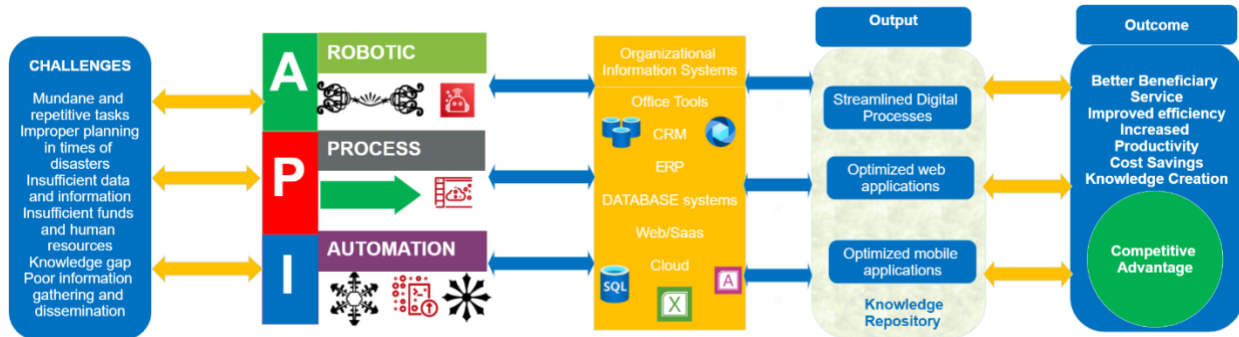 CHALLENGES
Mundane and
repetitive tasks
Improper planning
in times of
disasters
Insufficient data
and information
Insufficient funds
and human
resources
Knowledge gap
Poor information
gathering and
dissemination
A
P
I
ROBOTIC
PROCESS
AUTOMATION
Organizational
Information Systems
Office Tools
CRM
ERP
DATABASE systems
Web/Saas
Cloud
SQL
X
A
Output
Streamlined Digital
Processes
Optimized web
applications
Optimized mobile
applications
Knowledge
Repository
Outcome
Better Beneficiary
Service
Improved efficiency
Increased
Productivity
Cost Savings
Knowledge Creation
Competitive
Advantage